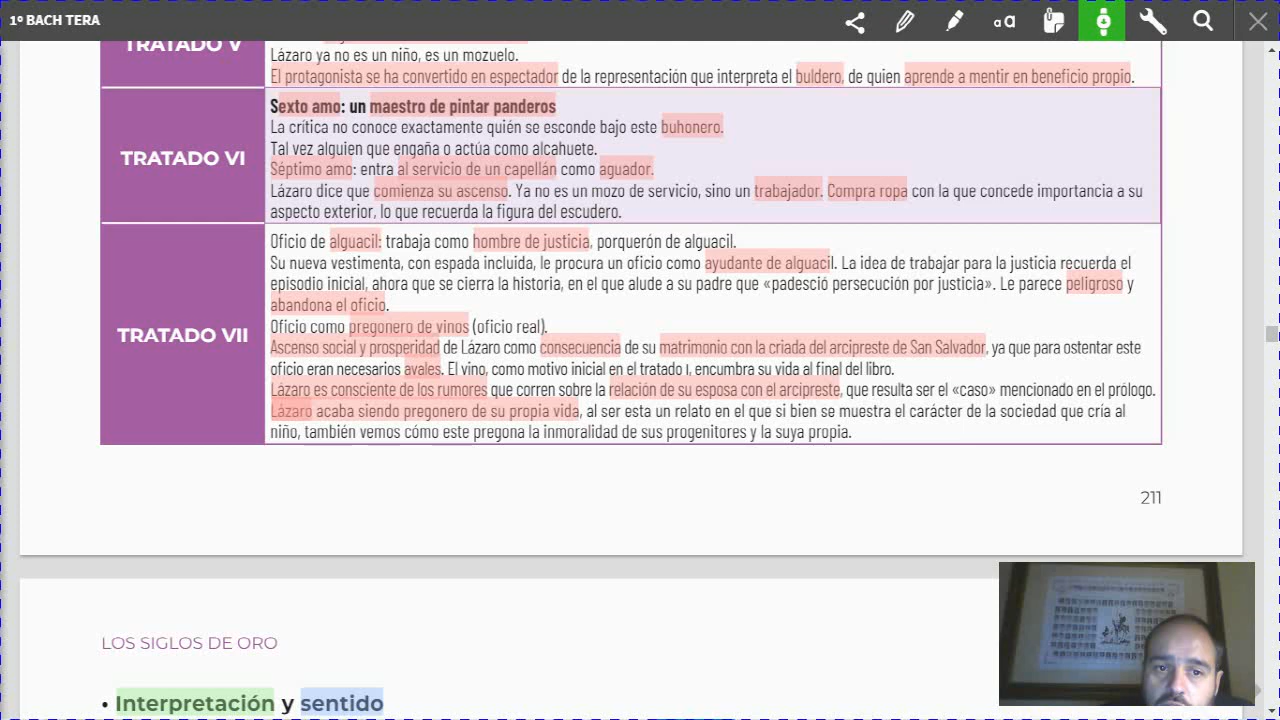 1º BACH TERA
aa
TRATADO V
Lázaro ya no es un niño, es un mozuelo.
El protagonista se ha convertido en espectador de la representación que interpreta el buldero, de quien aprende a mentir en beneficio propio.
TRATADO VI
Sexto amo: un maestro de pintar panderos
La crítica no conoce exactamente quién se esconde bajo este buhonero.
Tal vez alguien que engaña o actúa como alcahuete.
Séptimo amo: entra al servicio de un capellán como aguador.
Lázaro dice que comienza su ascenso. Ya no es un mozo de servicio, sino un trabajador. Compra ropa con la que concede importancia a su
aspecto exterior, lo que recuerda la figura del escudero.
TRATADO VII
Oficio de alguacil: trabaja como hombre de justicia, porquerón de alguacil.
Su nueva vestimenta, con espada incluida, le procura un oficio como ayudante de alguacil. La idea de trabajar para la justicia recuerda el
episodio inicial, ahora que se cierra la historia, en el que alude a su padre que «padesció persecución por justicia». Le parece peligroso y
abandona el oficio.
Oficio como pregonero de vinos (oficio real).
Ascenso social y prosperidad de Lázaro como consecuencia de su matrimonio con la criada del arcipreste de San Salvador, ya que para ostentar este
oficio eran necesarios avales. El vino, como motivo inicial en el tratado I, encumbra su vida al final del libro.
Lázaro es consciente de los rumores que corren sobre la relación de su esposa con el arcipreste, que resulta ser el «caso» mencionado en el prólogo.
Lázaro acaba siendo pregonero de su propia vida, al ser esta un relato en el que si bien se muestra el carácter de la sociedad que cría al
niño, también vemos cómo este pregona la inmoralidad de sus progenitores y la suya propia.
211
LOS SIGLOS DE ORO
• Interpretación y sentido